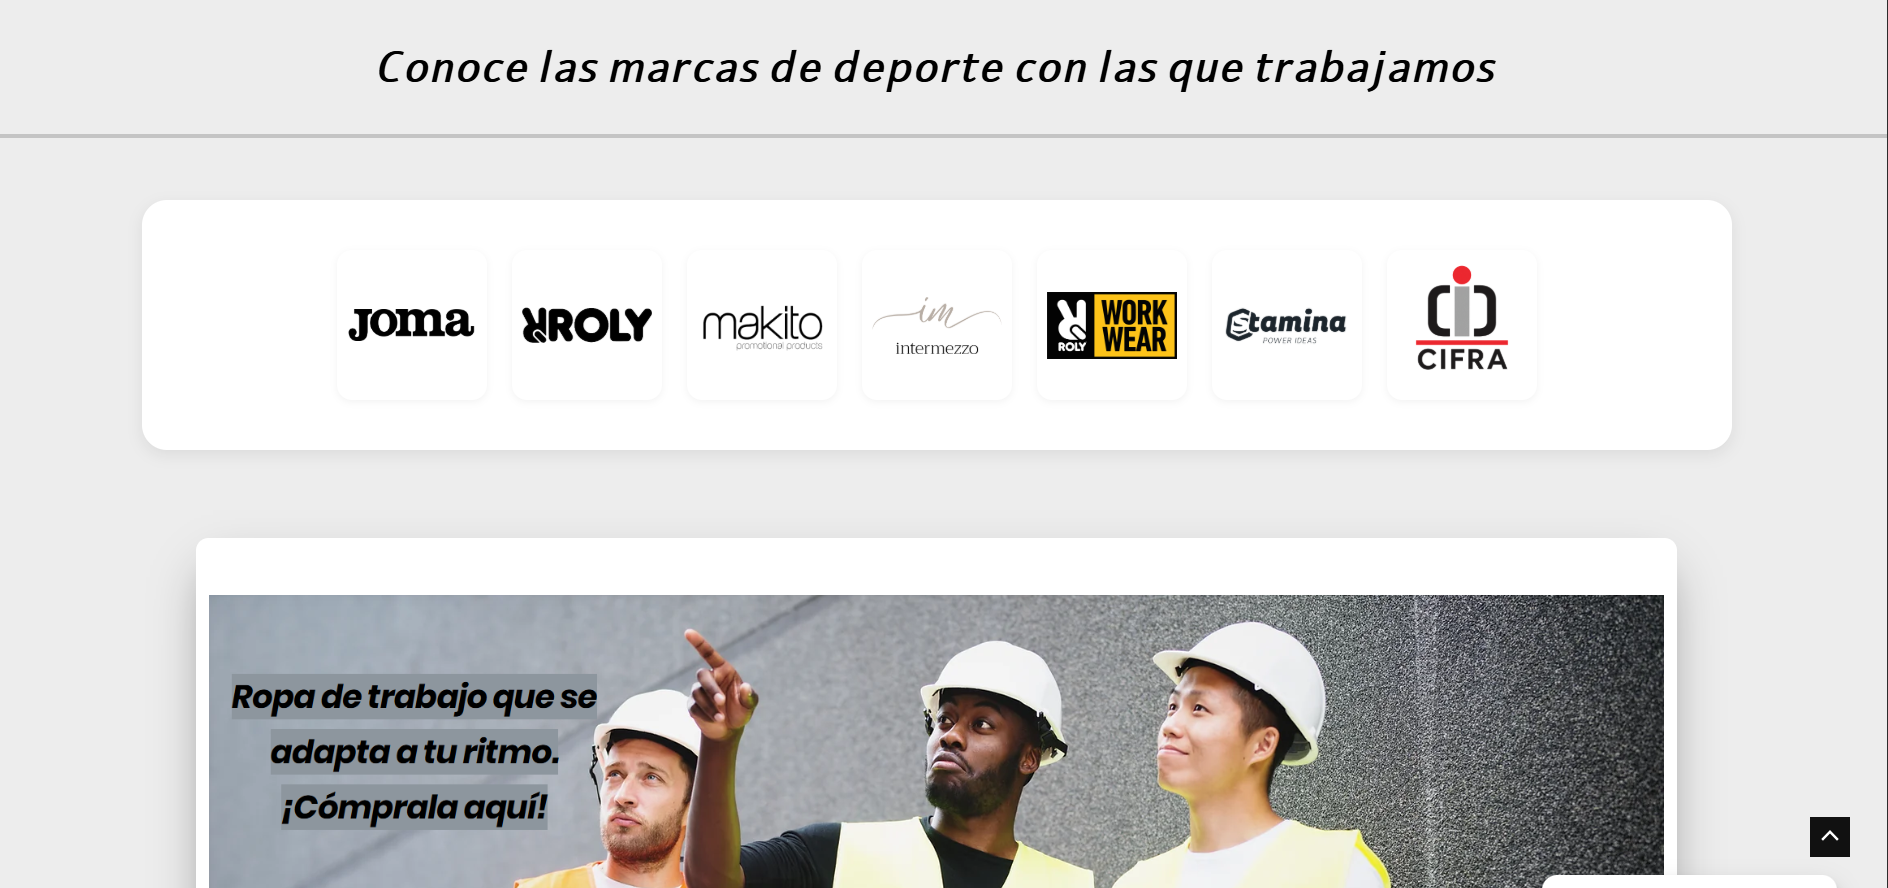 Conoce las marcas de deporte con las que trabajamos
Joma
ROLY
makito
promotional products
im
intermezzo
ROLY
WORK
WEAR
Stamina
POWER IDEAS
CIFRA
Ropa de trabajo que se
adapta a tu ritmo.
¡Cómprala aquí!